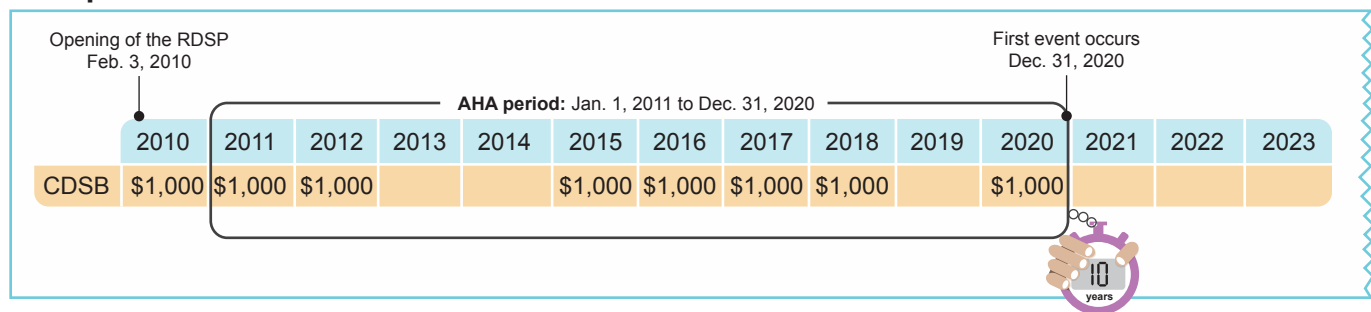 Opening of the RDSP
Feb. 3, 2010
First event occurs
Dec. 31, 2020
AHA period: Jan. 1, 2011 to Dec. 31, 2020
2010 2011 2012 2013 2014 2015 2016 2017 2018 2019 2020 2021 2022 2023
CDSB $1,000 $1,000 $1,000 $1,000 $1,000 $1,000 $1,000 $1,000
10
years